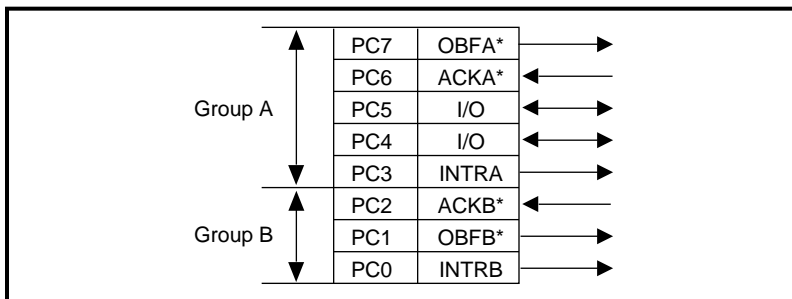 PC7 OBFA*
PC6 ACKA*
Group A PC5 I/O
PC4 I/O
PC3 INTRA
PC2 ACKB*
Group B PC1 OBFB*
PC0 INTRB